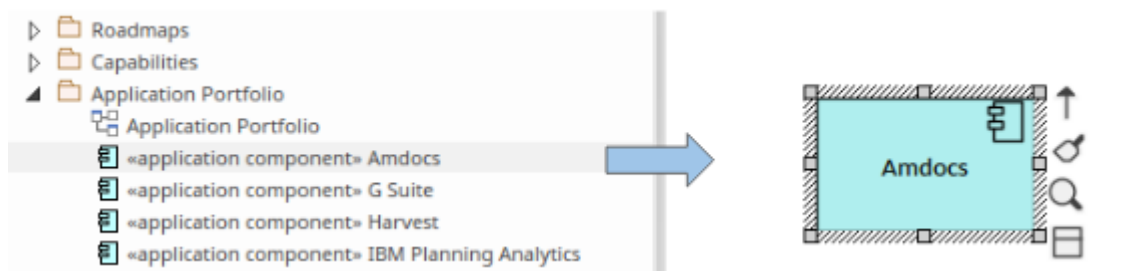 Roadmaps
Capabilities
Application Portfolio
Application Portfolio
«application component» Amdocs
«application component» G Suite
«application component» Harvest
«application component» IBM Planning Analytics
Amdocs